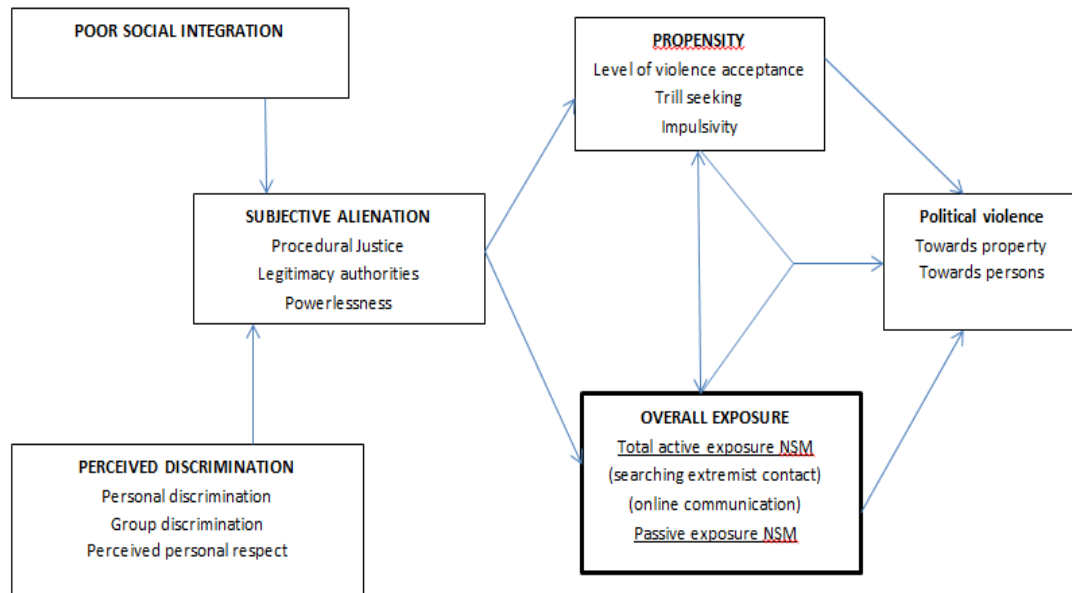 POOR SOCIAL INTEGRATION
PROPENSITY
Level of violence acceptance
Trill seeking
Impulsivity
SUBJECTIVE ALIENATION
Procedural Justice
Legitimacy authorities
Powerlessness
Political violence
Towards property
Towards persons
PERCEIVED DISCRIMINATION
Personal discrimination
Group discrimination
Perceived personal respect
OVERALL EXPOSURE
Total active exposure NSM
(searching extremist contact)
(online communication)
Passive exposure NSM